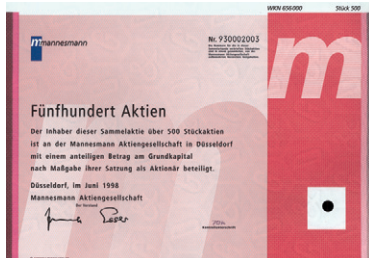 WKN 656000 Stück 500
mannesmann
Nr. 930002003
Fünfhundert Aktien
Der Inhaber dieser Sammelaktie über 500 Stückaktien
ist an der Mannesmann Aktiengesellschaft in Düsseldorf
mit einem anteiligen Betrag am Grundkapital
nach Maßgabe ihrer Satzung als Aktionär beteiligt.
Düsseldorf, im Juni 1998
Mannesmann Aktiengesellschaft
Der Vorstand